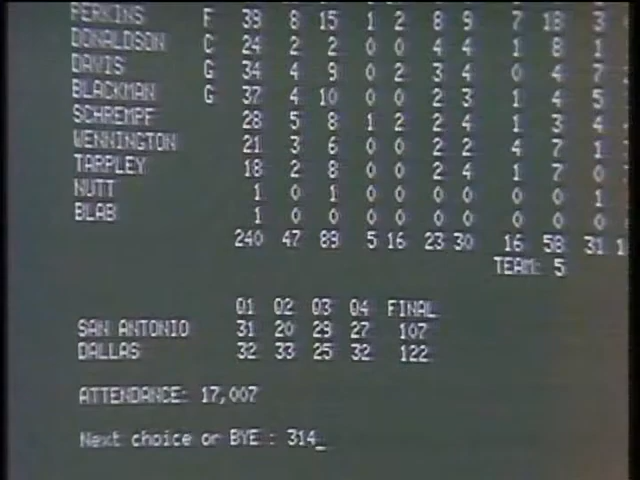 PERKINS F 39 8 15 1 2 8 9 7 18 3
DONALDSON C 24 2 2 0 0 4 4 1 8 1
DAVIS G 34 4 9 0 2 3 4 0 4 7
BLACKMAN G 37 4 10 0 0 2 3 1 4 5
SCHREMPF 28 5 8 1 2 2 4 1 3 4
WENNINGTON 21 3 6 0 0 2 2 4 7 1
TARPLEY 18 2 8 0 0 2 4 1 7 0
NUTT 1 0 1 0 0 0 0 0 0 1
BLAB 1 0 0 0 0 0 0 0 0 0
240 47 89 5 16 23 30 16 58 31 1
TEAM: 5
Q1 Q2 Q3 Q4 FINAL
SAN ANTONIO 31 20 29 27 107
DALLAS 32 33 25 32 122
ATTENDANCE: 17,007
Next choice or BYE : 314_